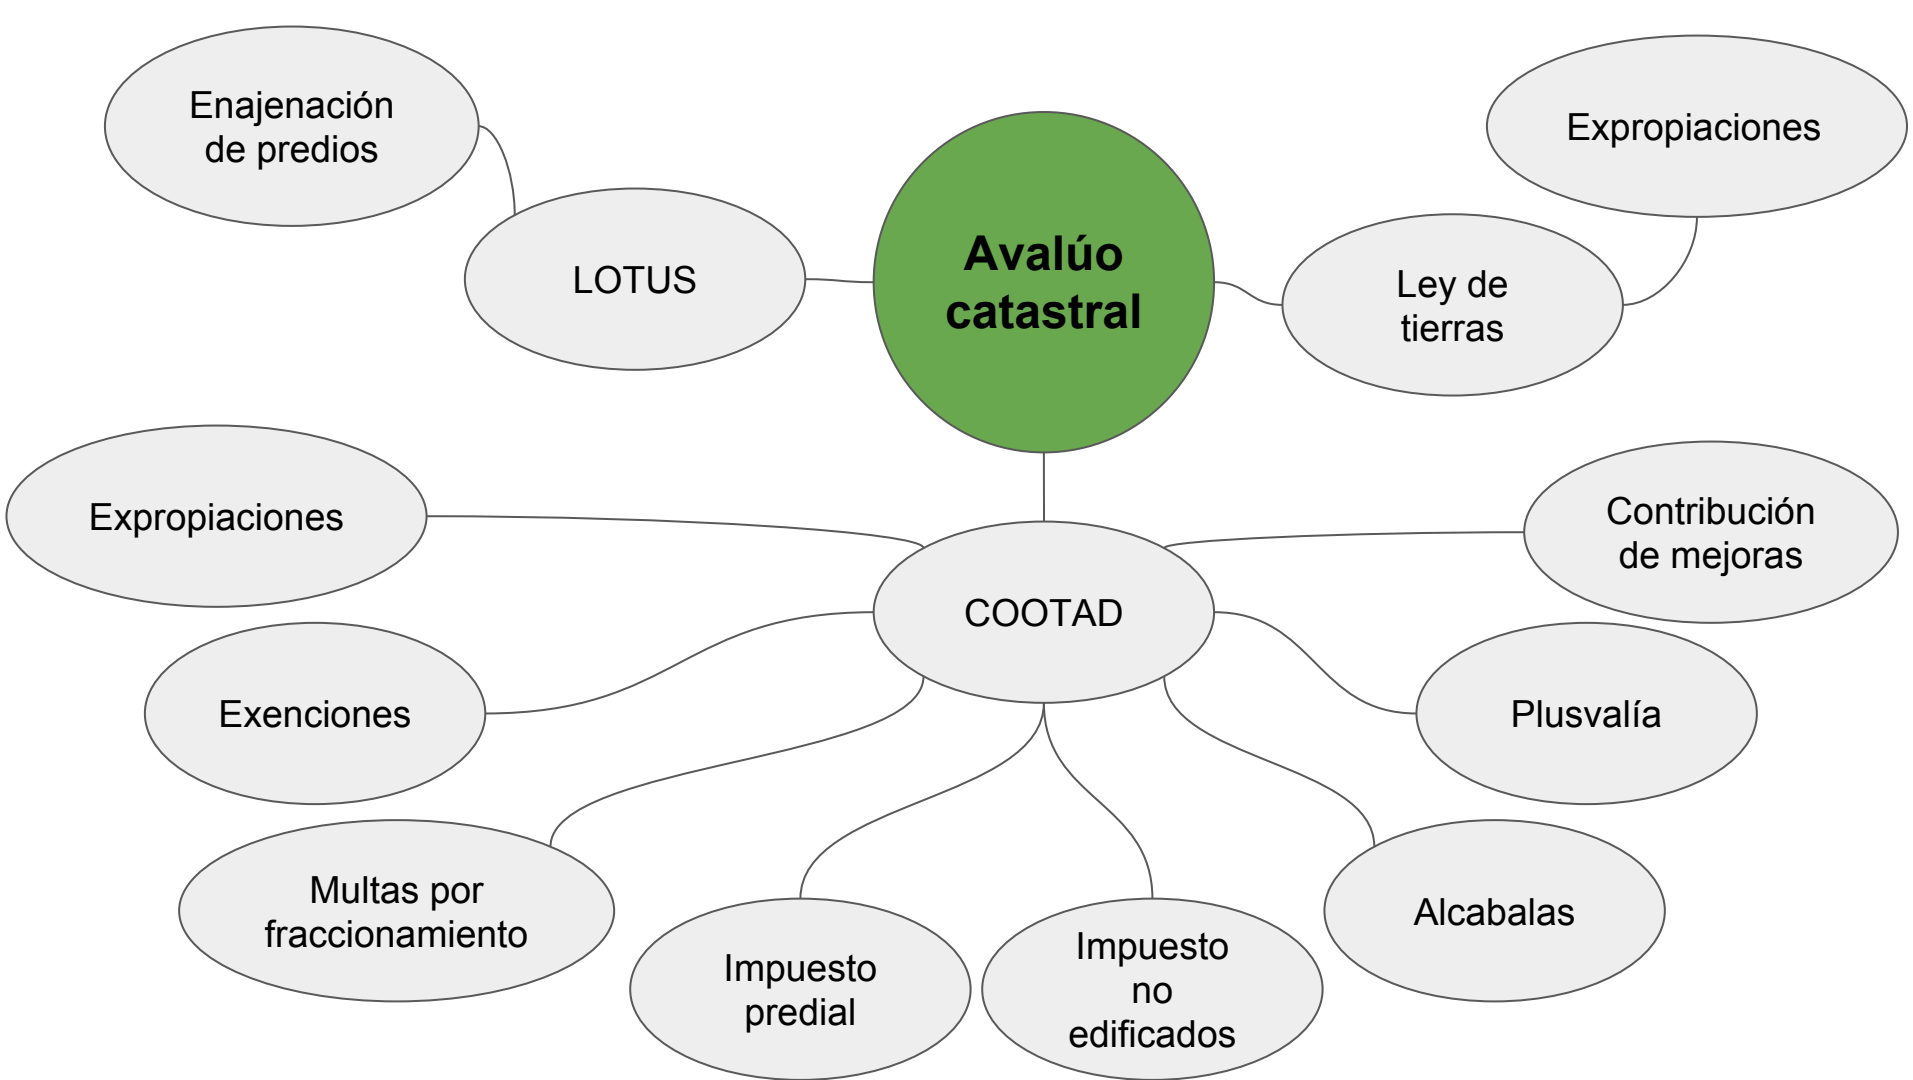 Enajenación
de predios
Expropiaciones
Avalúo
catastral
LOTUS
Ley de
tierras
Expropiaciones
Contribución
de mejoras
COOTAD
Exenciones
Plusvalía
Multas por
fraccionamiento
Alcabalas
Impuesto
predial
Impuesto
no
edificados